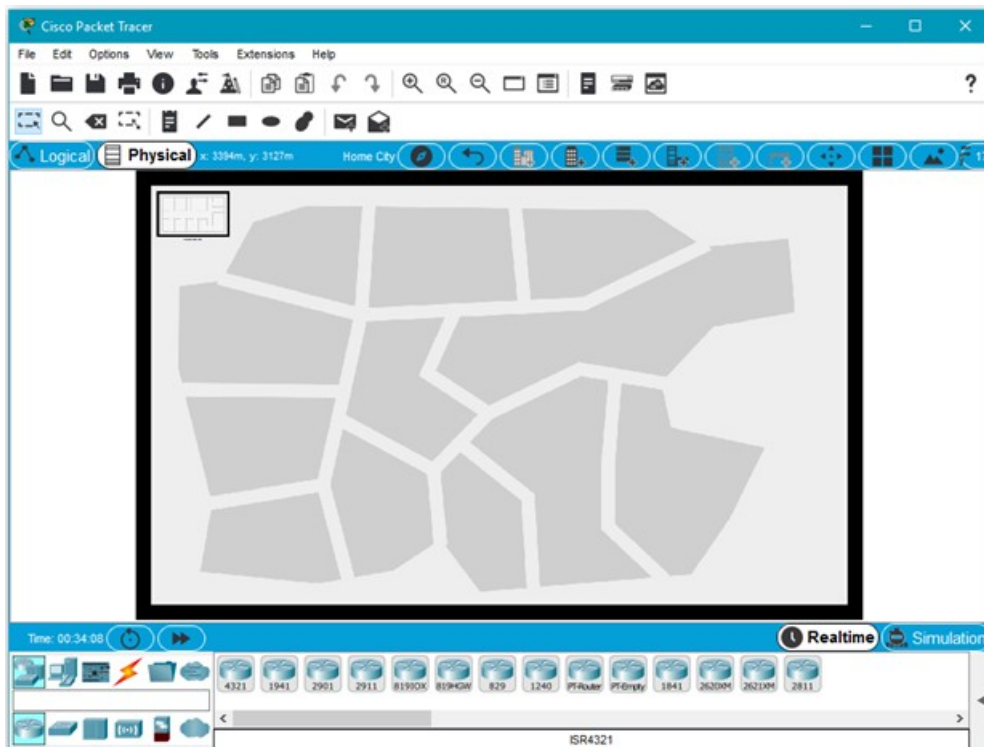 Cisco Packet Tracer
File Edit Options View Tools Extensions Help
?
Logical Physical x: 3394m, y: 3127m Home City 17
Time: 00:34:08 Realtime Simulation
4321 1941 2901 2911 819IOX 819HGW 829 1240 PT-Router PT-Empty 1841 2620XM 2621XM 2811
ISR4321